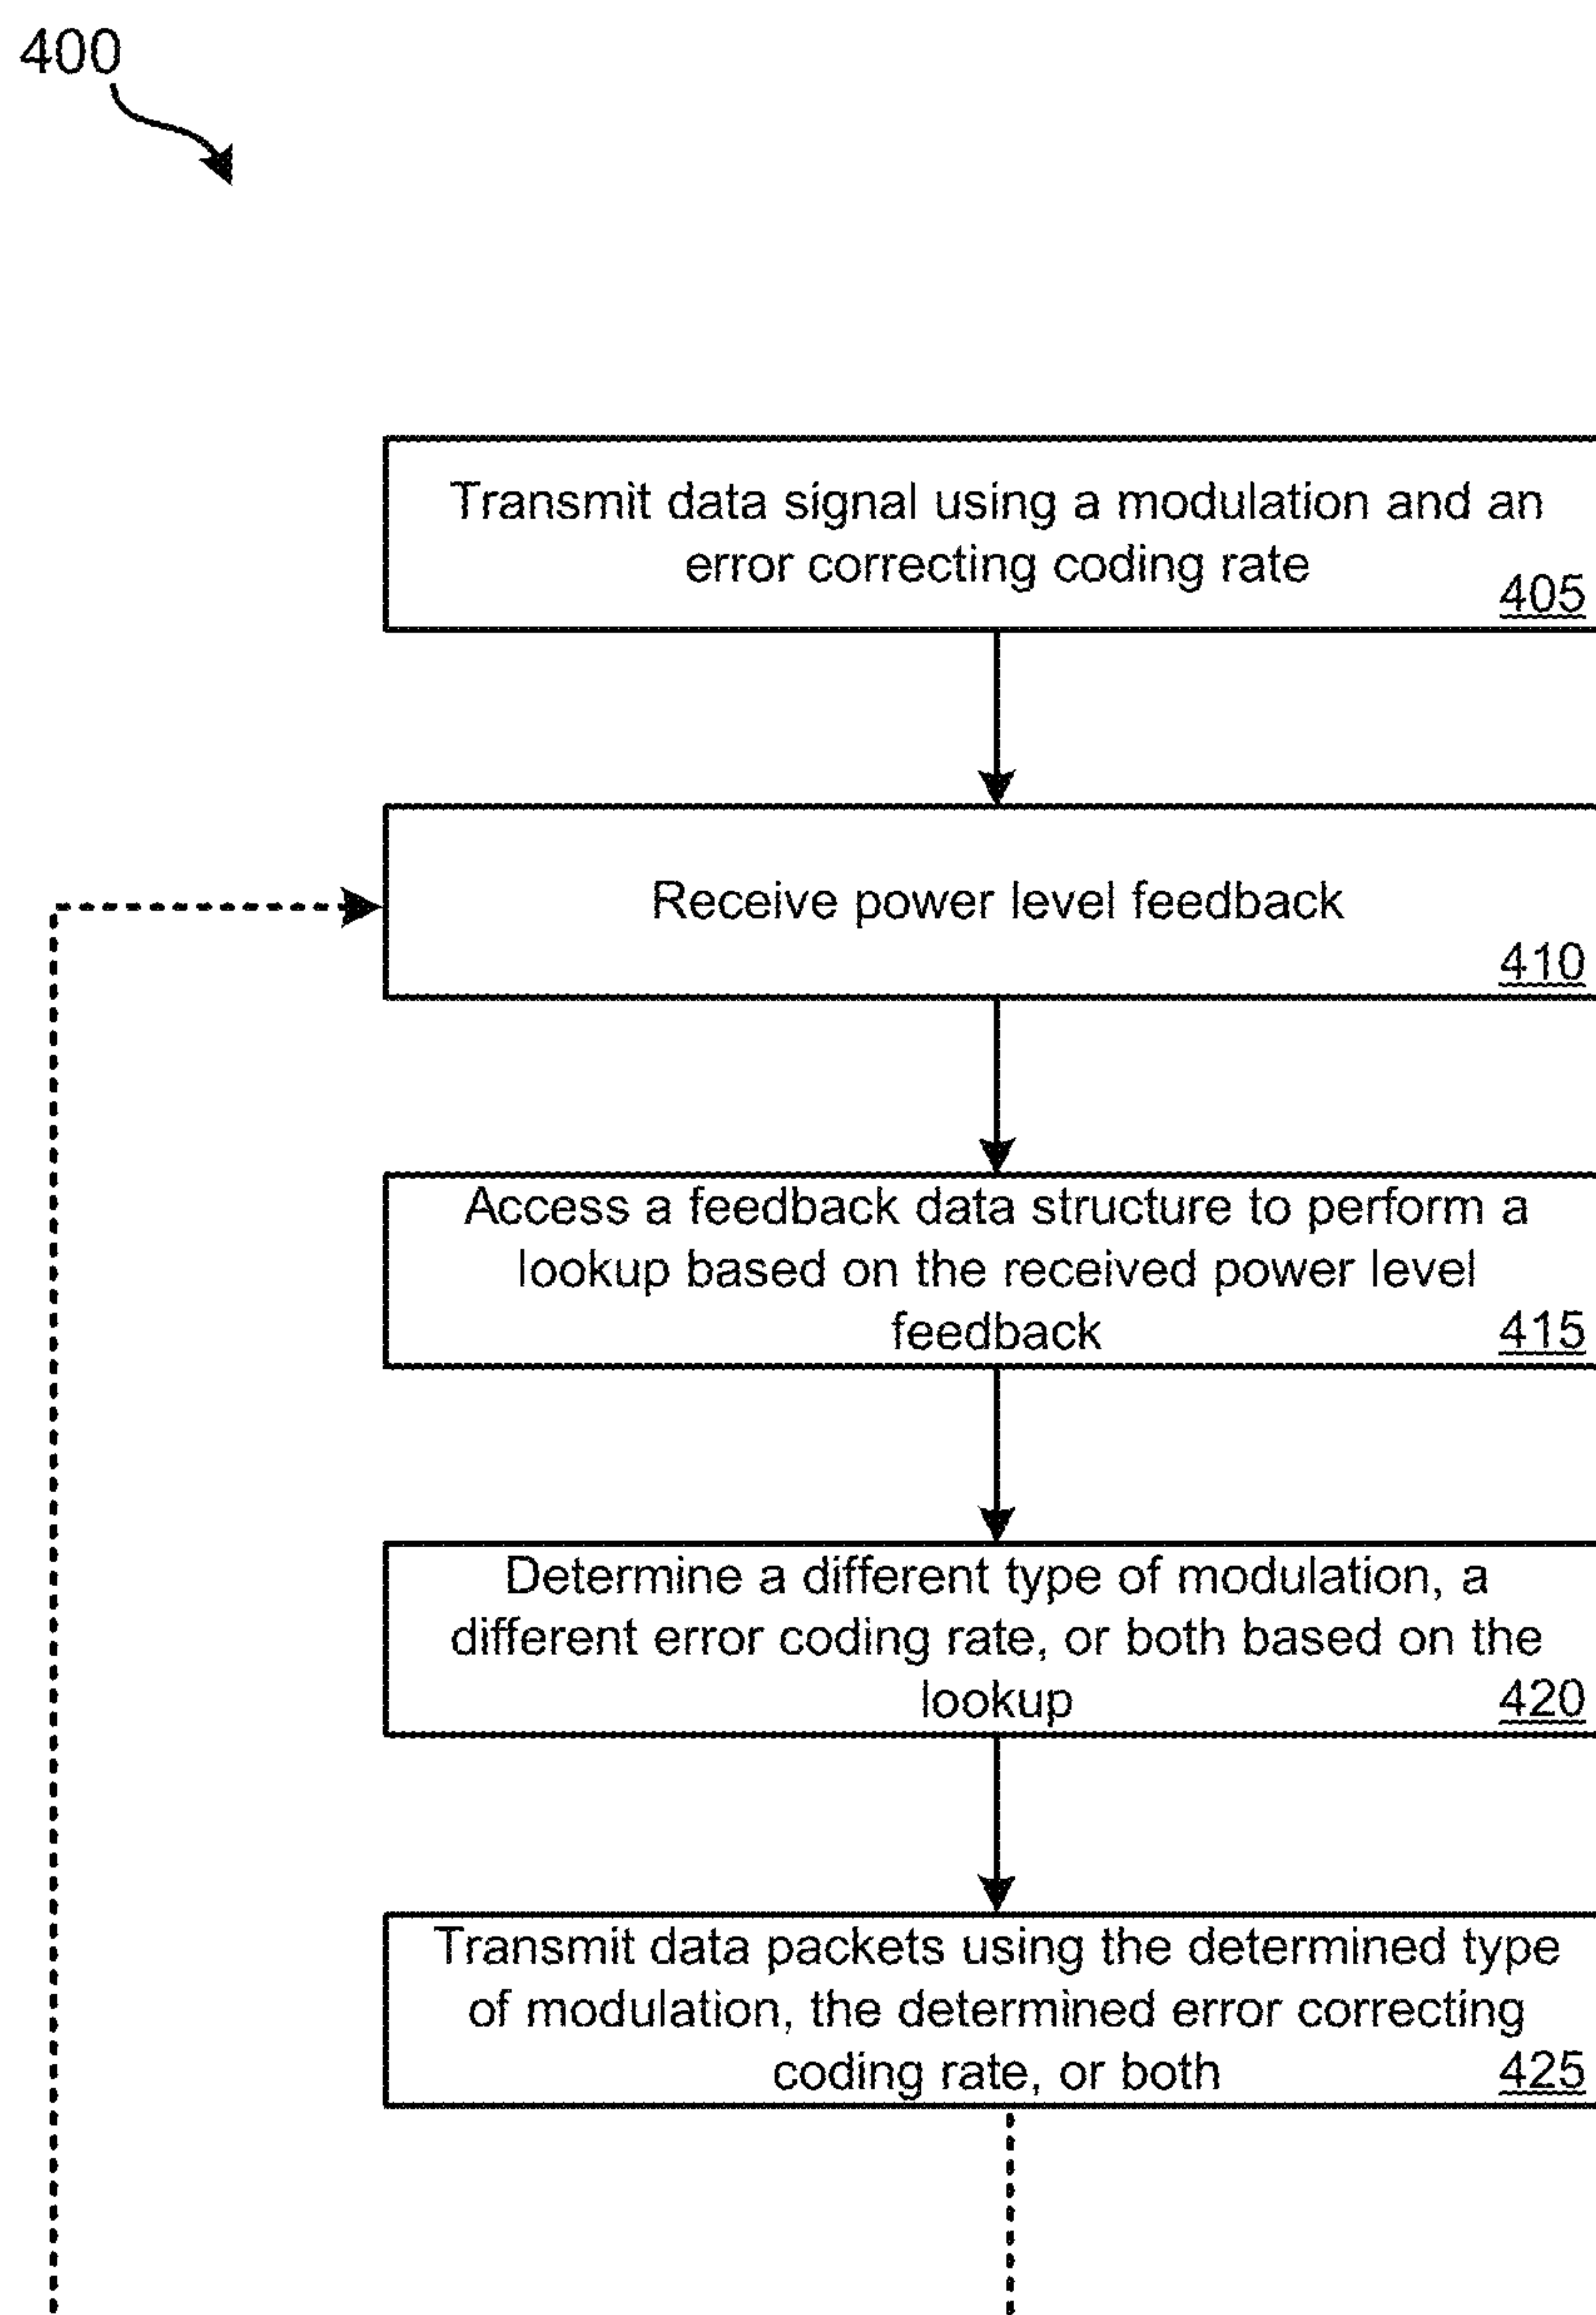 400
Transmit data signal using a modulation and an
error correcting coding rate
405
Receive power level feedback
410
Access a feedback data structure to perform a
lookup based on the received power level
feedback
415
Determine a different type of modulation, a
different error coding rate, or both based on the
lookup
420
Transmit data packets using the determined type
of modulation, the determined error correcting
coding rate, or both
425